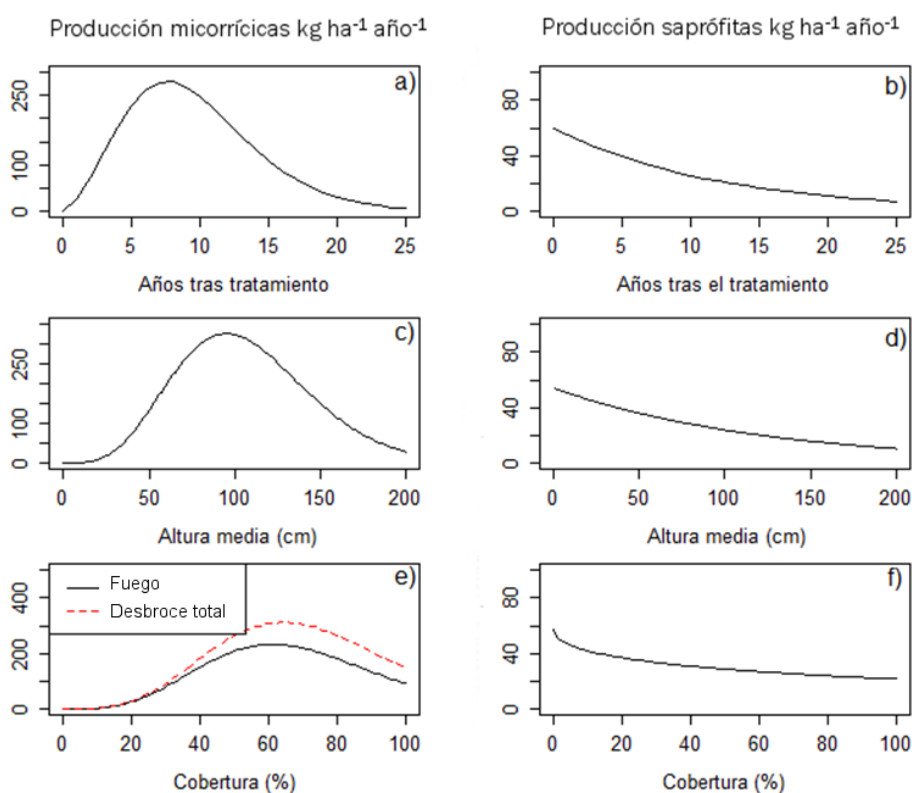 Producción micorrícicas kg ha-1 año-1
Producción saprófitas kg ha-1 año-1
a)
250
100
0
0 5 10 15 20 25
Años tras tratamiento
b)
80
40
0
0 5 10 15 20 25
Años tras el tratamiento
c)
250
100
0
0 50 100 150 200
Altura media (cm)
d)
80
40
0
0 50 100 150 200
Altura media (cm)
e)
Fuego
Desbroce total
400
200
0
0 20 40 60 80 100
Cobertura (%)
f)
80
40
0
0 20 40 60 80 100
Cobertura (%)